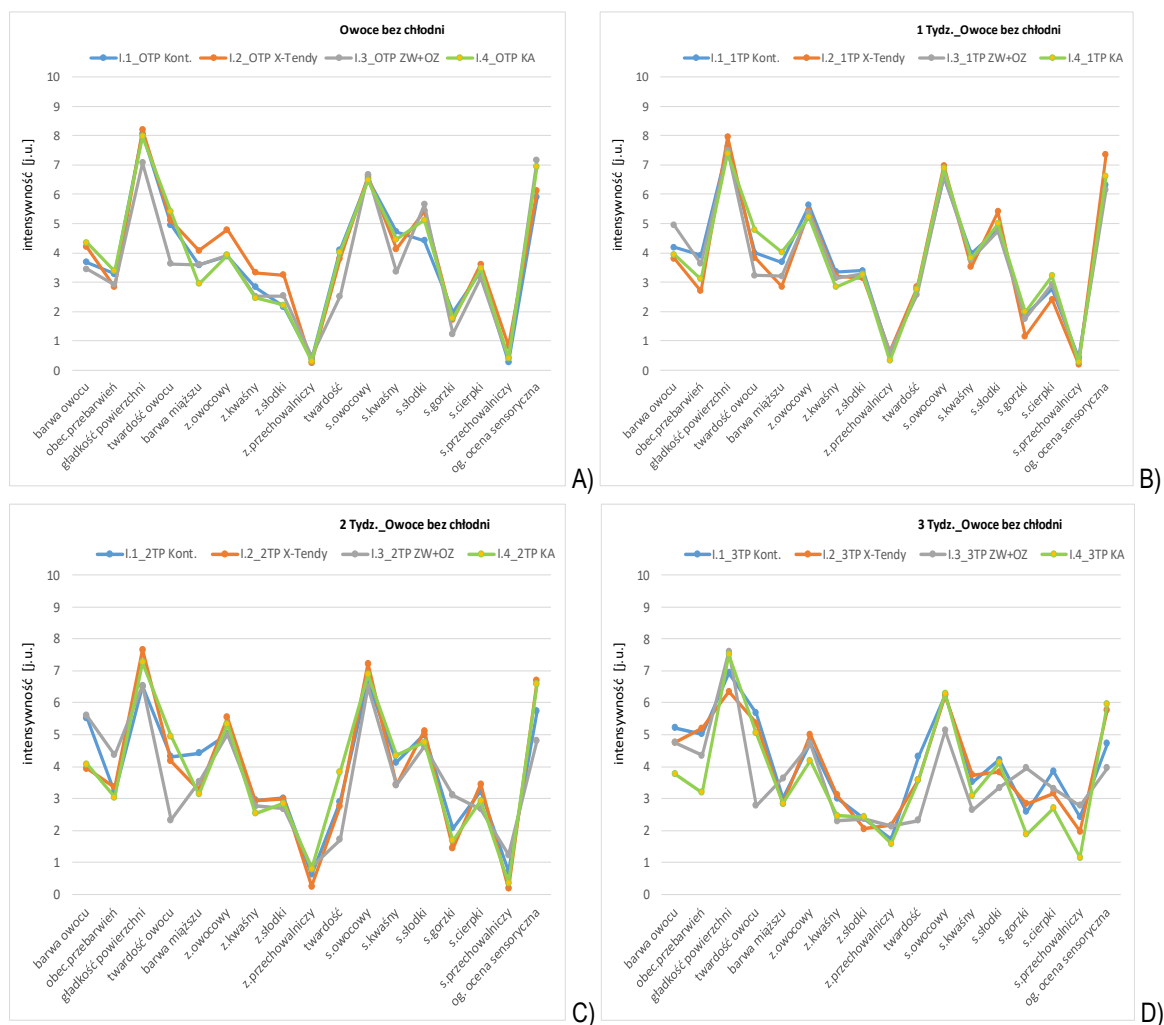 Owoce bez chłodni
I.1_OTP Kont. I.2_OTP X-Tendy I.3_OTP ZW+OZ I.4_OTP KA
intensywność [j.u.]
10
9
8
7
6
5
4
3
2
1
0
barwa owocu
obec.przebarwień
gładkość powierzchni
twardość owocu
barwa miąższu
z.owocowy
z.kwaśny
z.słodki
z.przechowalniczy
twardość
s.owocowy
s.kwaśny
s.słodki
s.gorzki
s.cierpki
s.przechowalniczy
og. ocena sensoryczna
A)
1 Tydz._Owoce bez chłodni
I.1_1TP Kont. I.2_1TP X-Tendy I.3_1TP ZW+OZ I.4_1TP KA
intensywność [j.u.]
10
9
8
7
6
5
4
3
2
1
0
barwa owocu
obec.przebarwień
gładkość powierzchni
twardość owocu
barwa miąższu
z.owocowy
z.kwaśny
z.słodki
z.przechowalniczy
twardość
s.owocowy
s.kwaśny
s.słodki
s.gorzki
s.cierpki
s.przechowalniczy
og. ocena sensoryczna
B)
2 Tydz._Owoce bez chłodni
I.1_2TP Kont. I.2_2TP X-Tendy I.3_2TP ZW+OZ I.4_2TP KA
intensywność [j.u.]
10
9
8
7
6
5
4
3
2
1
0
barwa owocu
obec.przebarwień
gładkość powierzchni
twardość owocu
barwa miąższu
z.owocowy
z.kwaśny
z.słodki
z.przechowalniczy
twardość
s.owocowy
s.kwaśny
s.słodki
s.gorzki
s.cierpki
s.przechowalniczy
og. ocena sensoryczna
C)
3 Tydz._Owoce bez chłodni
I.1_3TP Kont. I.2_3TP X-Tendy I.3_3TP ZW+OZ I.4_3TP KA
intensywność [j.u.]
10
9
8
7
6
5
4
3
2
1
0
barwa owocu
obec.przebarwień
gładkość powierzchni
twardość owocu
barwa miąższu
z.owocowy
z.kwaśny
z.słodki
z.przechowalniczy
twardość
s.owocowy
s.kwaśny
s.słodki
s.gorzki
s.cierpki
s.przechowalniczy
og. ocena sensoryczna
D)